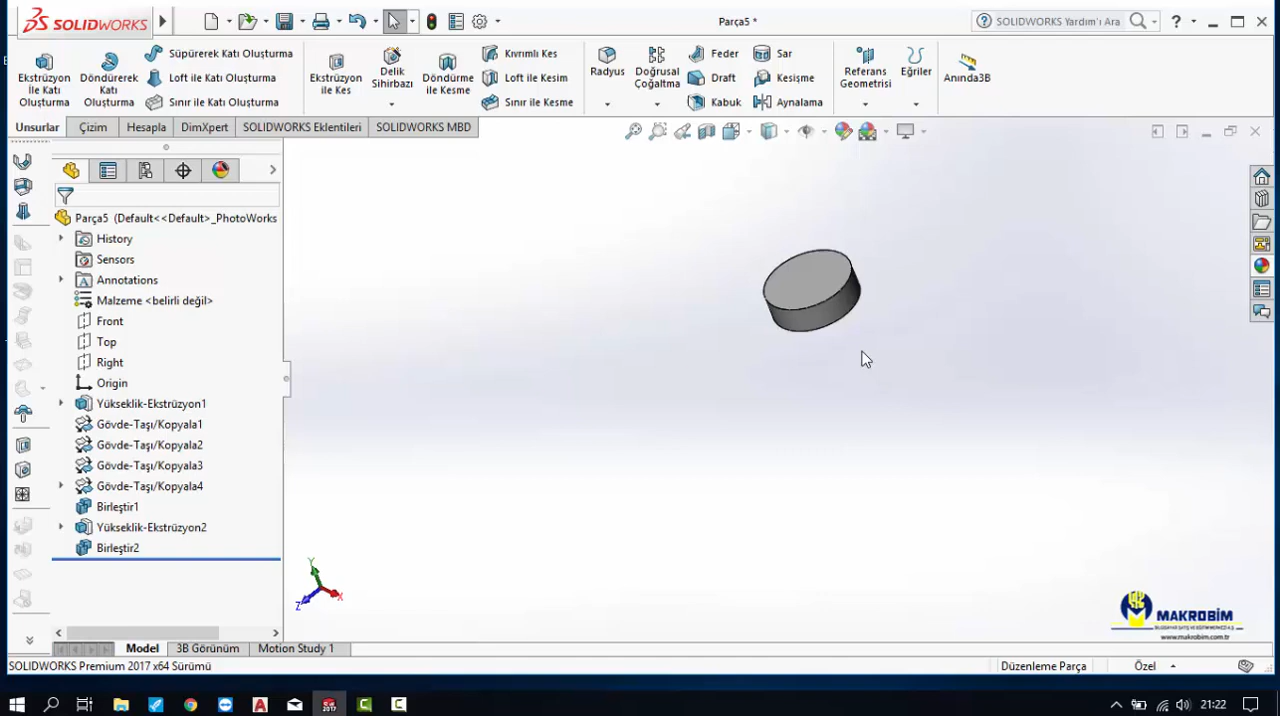 SOLIDWORKS
Parça5 *
SOLIDWORKS Yardım'ı Ara
Ekstrüzyon İle Katı Oluşturma
Döndürerek Katı Oluşturma
Süpürerek Katı Oluşturma
Loft ile Katı Oluşturma
Sınır ile Katı Oluşturma
Ekstrüzyon ile Kes
Delik Sihirbazı
Döndürme ile Kesme
Kıvrımlı Kes
Loft ile Kesim
Sınır ile Kesme
Radyus
Doğrusal Çoğaltma
Feder
Draft
Kabuk
Sar
Kesişme
Aynalama
Referans Geometrisi
Eğriler
Anında3B
Unsurlar
Çizim
Hesapla
DimXpert
SOLIDWORKS Eklentileri
SOLIDWORKS MBD
Parça5 (Default<<Default>_PhotoWorks
History
Sensors
Annotations
Malzeme <belirli değil>
Front
Top
Right
Origin
Yükseklik-Ekstrüzyon1
Gövde-Taşı/Kopyala1
Gövde-Taşı/Kopyala2
Gövde-Taşı/Kopyala3
Gövde-Taşı/Kopyala4
Birleştir1
Yükseklik-Ekstrüzyon2
Birleştir2
Y
X
Z
MAKROBİM
www.makrobim.com.tr
Model
3B Görünüm
Motion Study 1
SOLIDWORKS Premium 2017 x64 Sürümü
Düzenleme Parça
Özel
2017
21:22